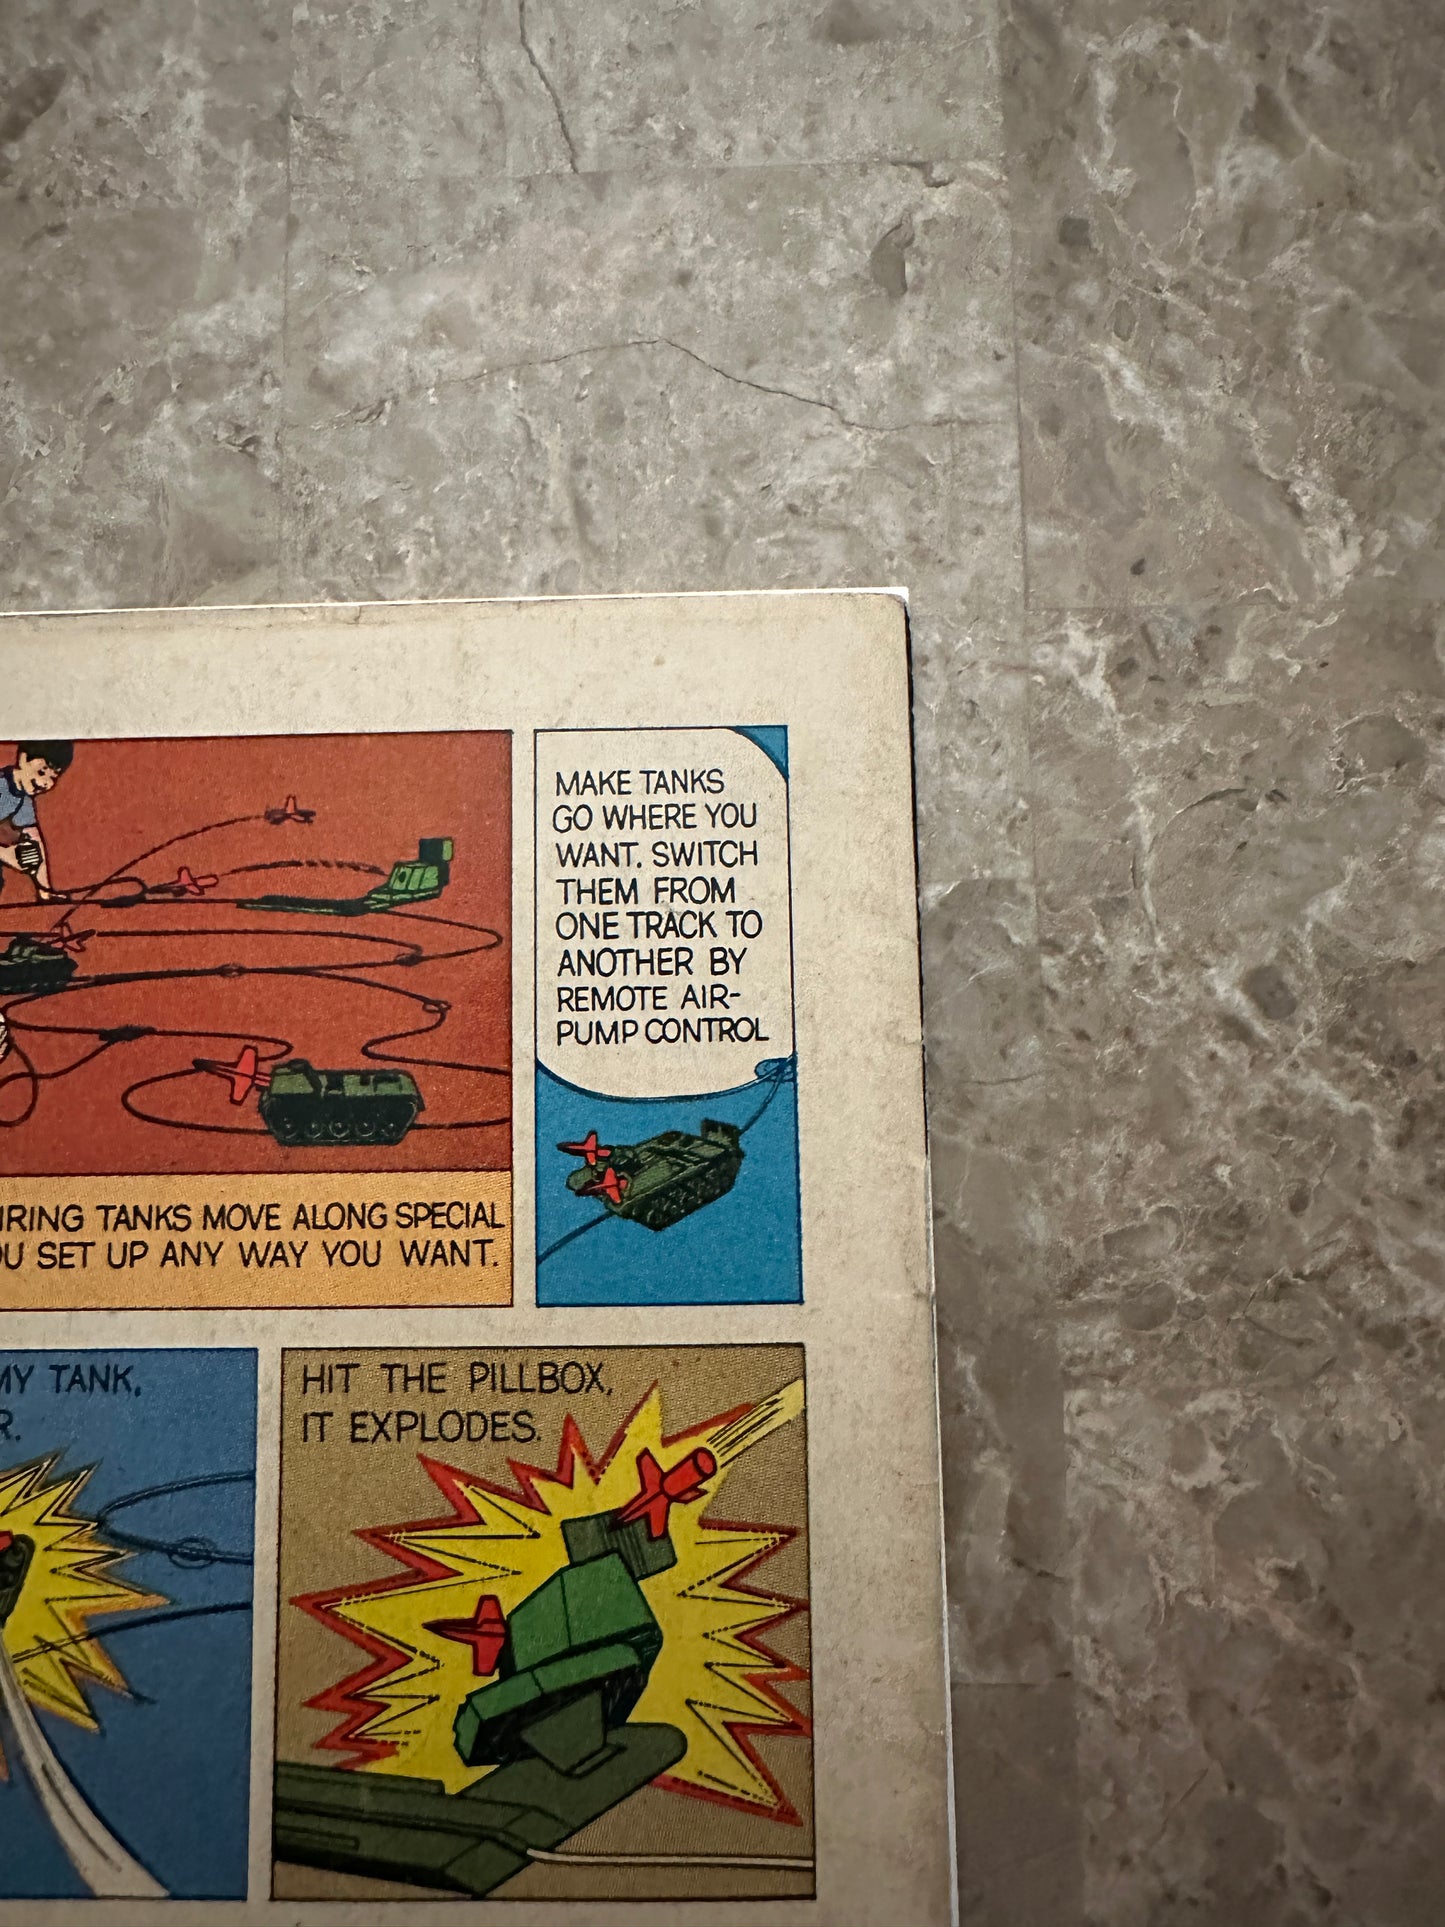 MAKE TANKS
GO WHERE YOU
WANT. SWITCH
THEM FROM
ONE TRACK TO
ANOTHER BY
REMOTE AIR-
PUMP CONTROL
TANKS MOVE ALONG SPECIAL
SET UP ANY WAY YOU WANT.
TANK,
HIT THE PILLBOX,
IT EXPLODES.